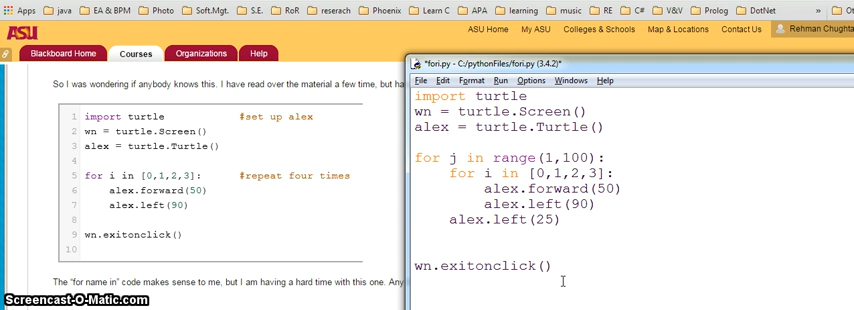 Apps java EA & BPM Photo Soft.Mgt. S.E. RoR reserach Phoenix Learn C APA learning music RE C# V&V Prolog DotNet »
ASU
ASU Home My ASU Colleges & Schools Map & Locations Contact Us Rehman Chughta
Blackboard Home Courses Organizations Help
So I was wondering if anybody knows this. I have read over the material a few time, but ha
1 import turtle #set up alex
2 wn = turtle.Screen()
3 alex = turtle.Turtle()
4
5 for i in [0,1,2,3]: #repeat four times
6 alex.forward(50)
7 alex.left(90)
8
9 wn.exitonclick()
10
The "for name in" code makes sense to me, but I am having a hard time with this one. Any
*fori.py - C:/pythonFiles/fori.py (3.4.2)*
File Edit Format Run Options Windows Help
import turtle
wn = turtle.Screen()
alex = turtle.Turtle()
for j in range(1,100):
for i in [0,1,2,3]:
alex.forward(50)
alex.left(90)
alex.left(25)
wn.exitonclick()
Screencast-O-Matic.com